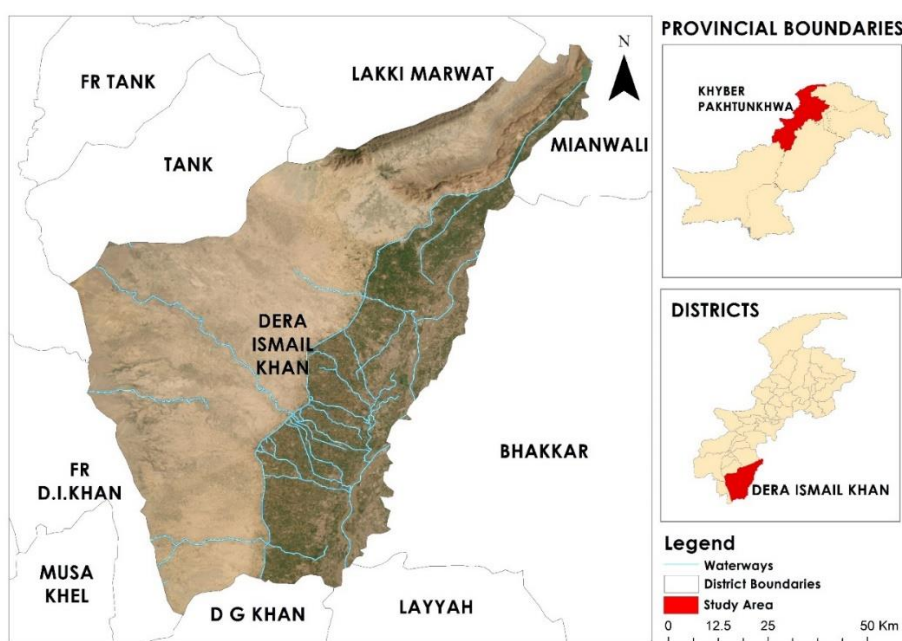 FR TANK
LAKKI MARWAT
N
TANK
MIANWALI
DERA
ISMAIL
KHAN
BHAKKAR
FR
D.I.KHAN
MUSA
KHEL
D G KHAN
LAYYAH
PROVINCIAL BOUNDARIES
KHYBER
PAKHTUNKHWA
DISTRICTS
DERA ISMAIL KHAN
Legend
Waterways
District Boundaries
Study Area
0 12.5 25 50 Km